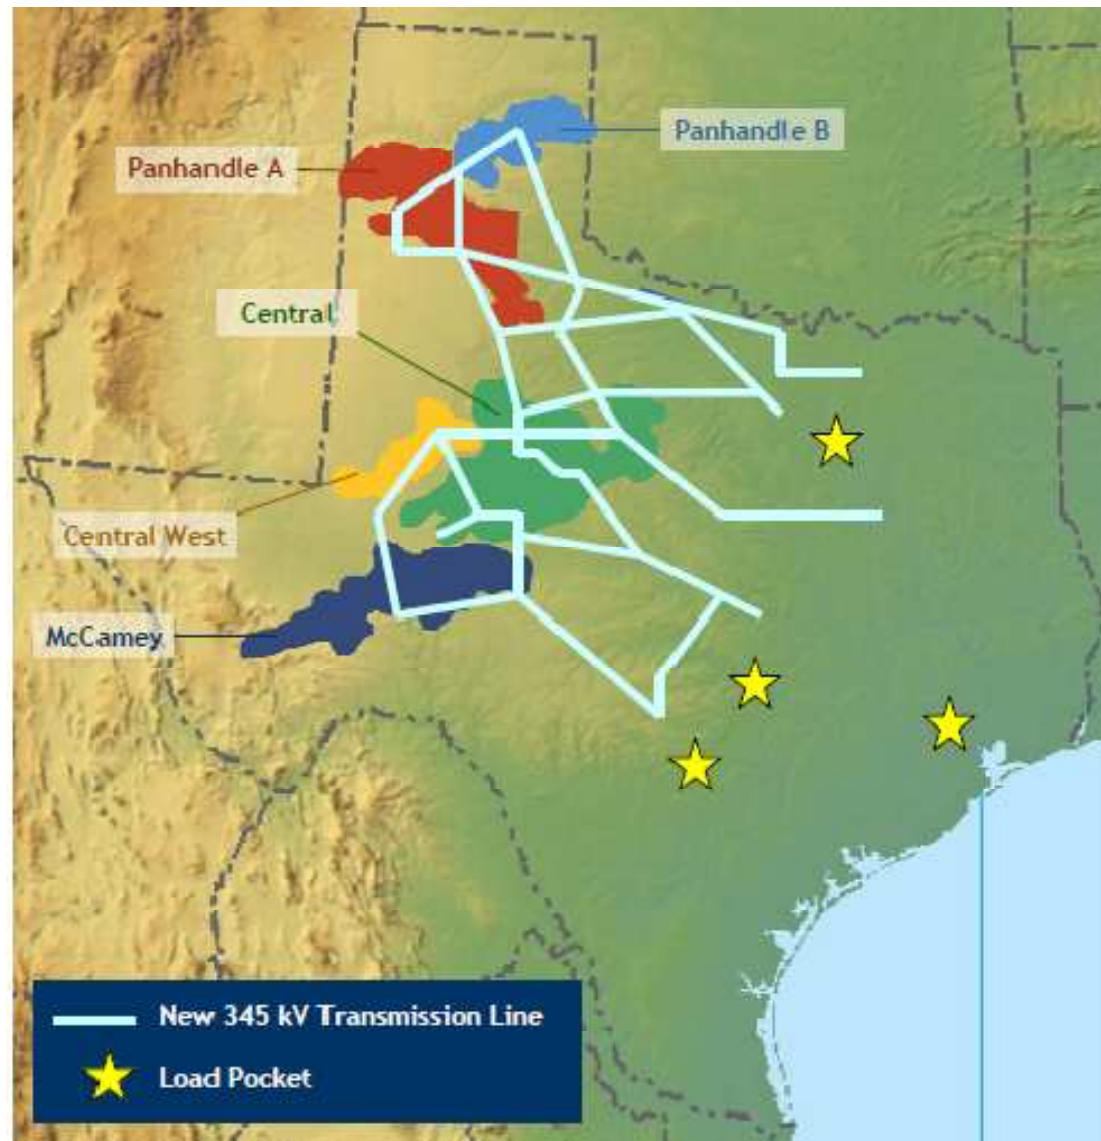 Panhandle B
Panhandle A
Central
Central West
McCamey
New 345 kV Transmission Line
Load Pocket